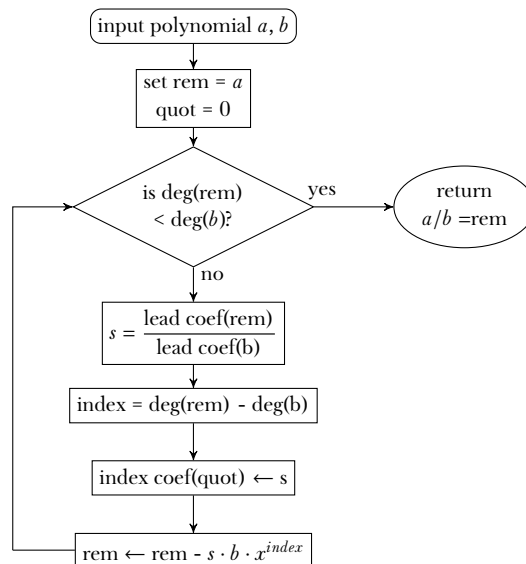 input polynomial a, b
set rem = a
quot = 0
is deg(rem)
< deg(b)?
yes
return
a/b =rem
no
s = lead coef(rem) / lead coef(b)
index = deg(rem) - deg(b)
index coef(quot) ← s
rem ← rem - s · b · x^index